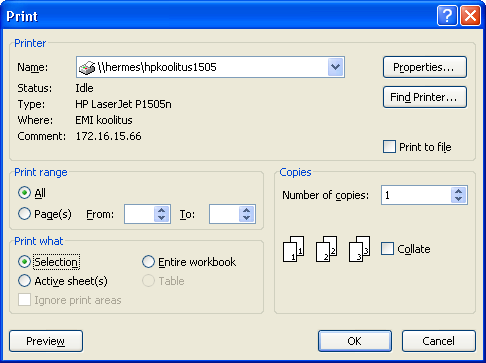 Print
Printer
Name: \\hermes\hpkoolitus1505
Properties...
Status: Idle
Find Printer...
Type: HP LaserJet P1505n
Where: EMI koolitus
Comment: 172.16.15.66
Print to file
Print range
All
Page(s) From: To:
Copies
Number of copies: 1
1 1 2 2 3 3
Collate
Print what
Selection Entire workbook
Active sheet(s) Table
Ignore print areas
Preview OK Cancel